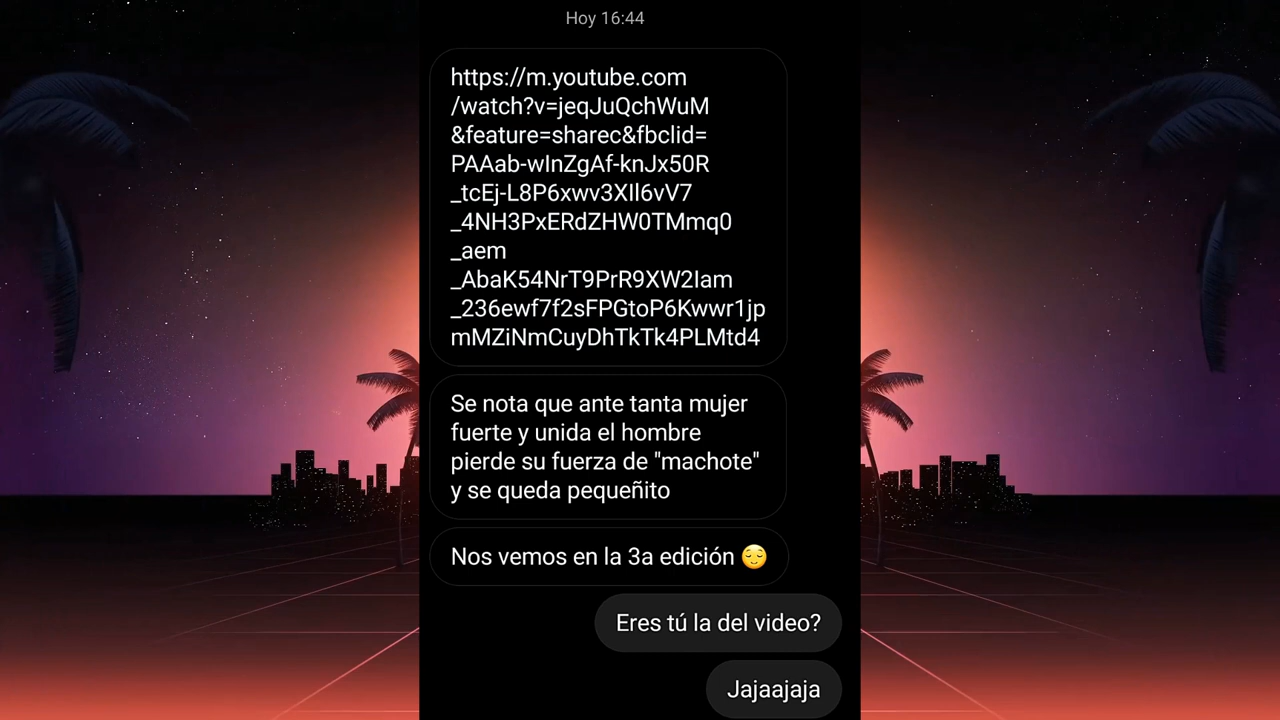 Hoy 16:44
https://m.youtube.com
/watch?v=jeqJuQchWuM
&feature=sharec&fbclid=
PAAab-wInZgAf-knJx50R
_tcEj-L8P6xwv3XIl6vV7
_4NH3PxERdZHW0TMmq0
_aem
_AbaK54NrT9PrR9XW2Iam
_236ewf7f2sFPGtoP6Kwwr1jp
mMZiNmCuyDhTkTk4PLMtd4
Se nota que ante tanta mujer
fuerte y unida el hombre
pierde su fuerza de "machote"
y se queda pequeñito
Nos vemos en la 3a edición 😌
Eres tú la del video?
Jajaajaja